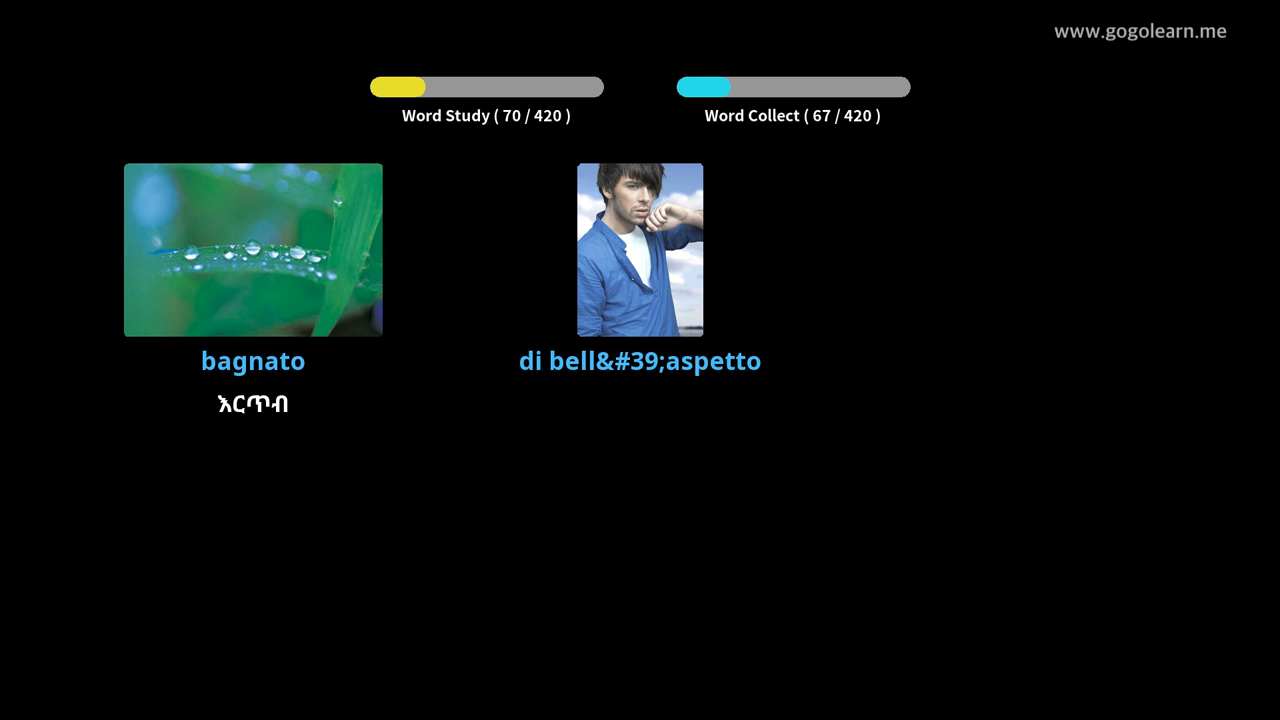 www.gogolearn.me
Word Study ( 70 / 420 )
Word Collect ( 67 / 420 )
bagnato
di bell&#39;aspetto
እርጥብ